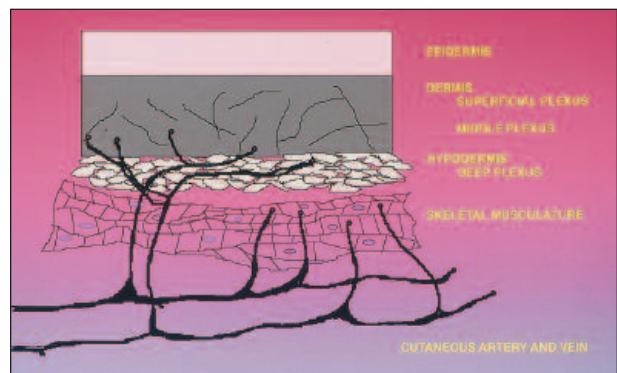 EPIDERMIS
DERMIS
SUPERFICIAL PLEXUS
MIDDLE PLEXUS
HYPODERMIS
DEEP PLEXUS
SKELETAL MUSCULATURE
CUTANEOUS ARTERY AND VEIN